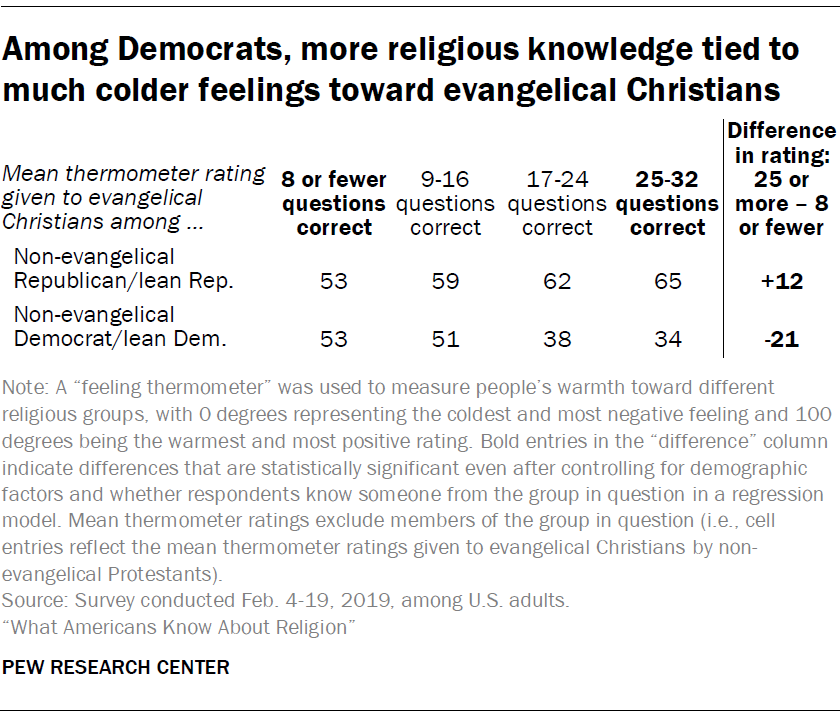 Among Democrats, more religious knowledge tied to
much colder feelings toward evangelical Christians
Mean thermometer rating
given to evangelical
Christians among ...
8 or fewer
questions
correct
9-16
questions
correct
17-24
questions
correct
25-32
questions
correct
Difference
in rating:
25 or
more – 8
or fewer
Non-evangelical
Republican/lean Rep. 53 59 62 65 +12
Non-evangelical
Democrat/lean Dem. 53 51 38 34 -21
Note: A “feeling thermometer” was used to measure people’s warmth toward different
religious groups, with 0 degrees representing the coldest and most negative feeling and 100
degrees being the warmest and most positive rating. Bold entries in the “difference” column
indicate differences that are statistically significant even after controlling for demographic
factors and whether respondents know someone from the group in question in a regression
model. Mean thermometer ratings exclude members of the group in question (i.e., cell
entries reflect the mean thermometer ratings given to evangelical Christians by non-
evangelical Protestants).
Source: Survey conducted Feb. 4-19, 2019, among U.S. adults.
“What Americans Know About Religion”
PEW RESEARCH CENTER